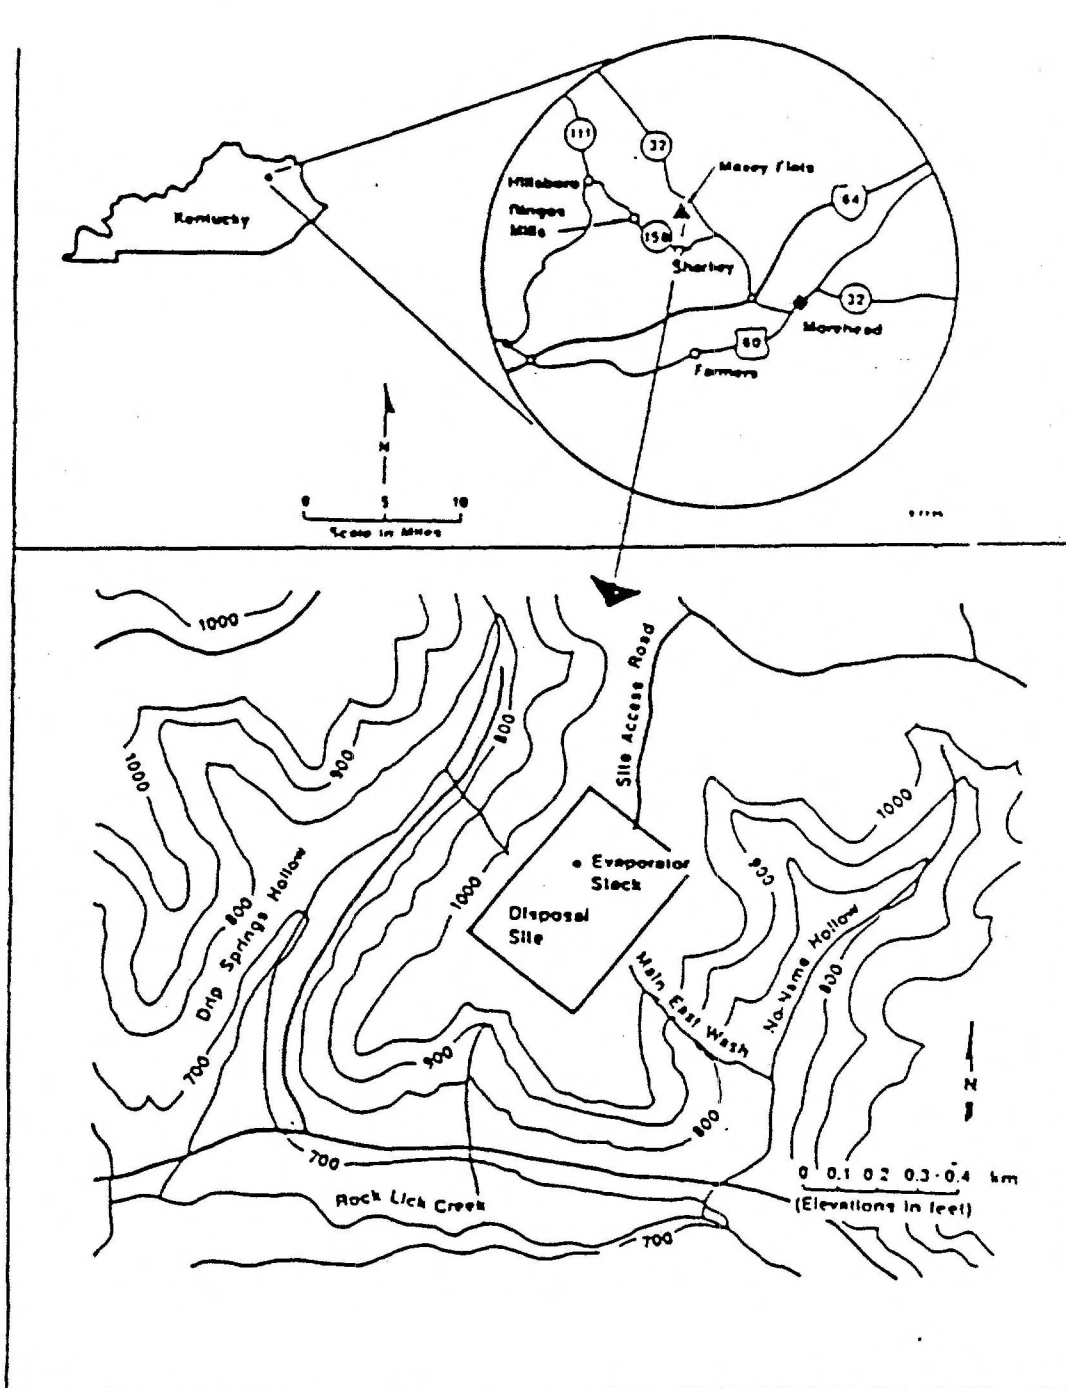 Kentucky
111
32
Maxey Flats
Hillsboro
Ringos
Mills
158
Sharkey
64
32
Morehead
60
Farmers
N
0 5 10
Scale in Miles
1000
800
900
1000
Site Access Road
1000
Evaporator
Stack
1000
900
Disposal
Site
Drip Springs Hollow
800
No-Name Hollow
800
Main East Wash
700
900
N
800
700
0 0.1 0.2 0.3 0.4 km
(Elevations in feet)
Rock Lick Creek
700